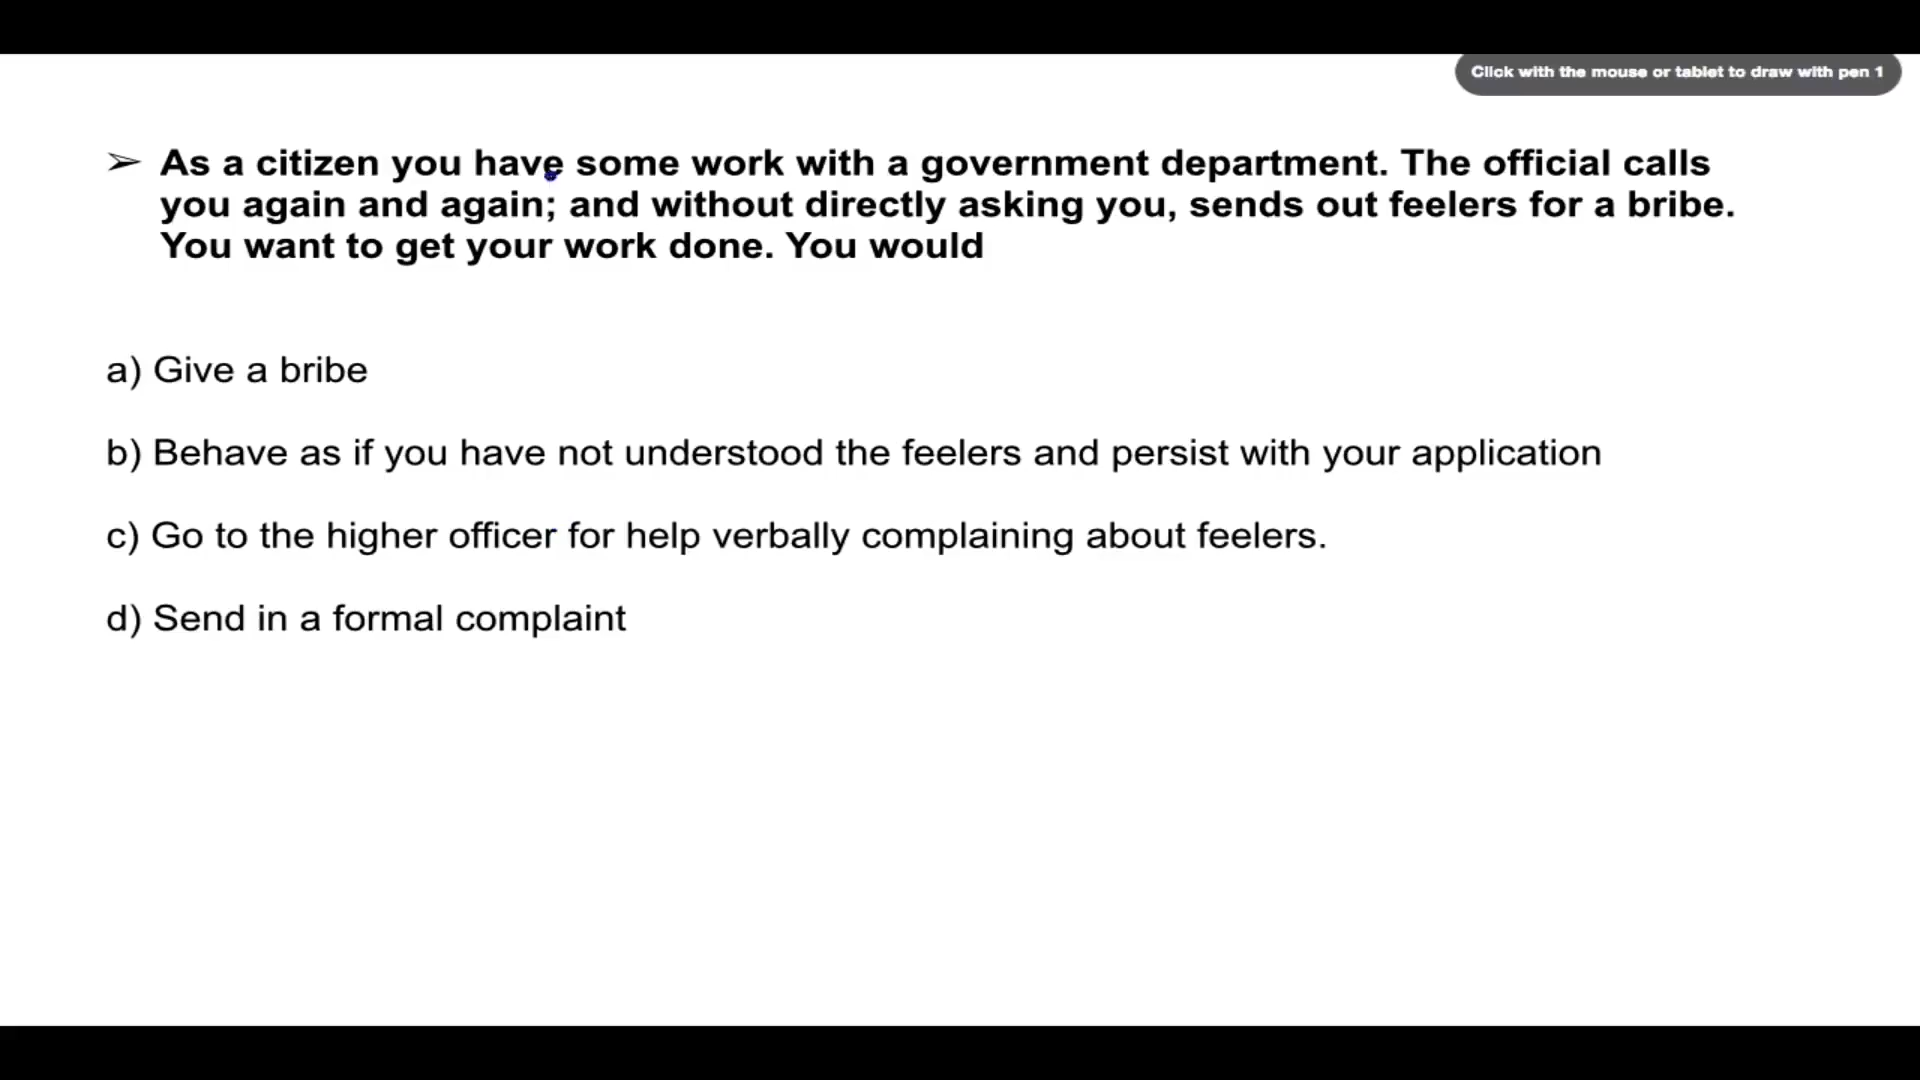 Click with the mouse or tablet to draw with pen 1
➢ As a citizen you have some work with a government department. The official calls
you again and again; and without directly asking you, sends out feelers for a bribe.
You want to get your work done. You would
a) Give a bribe
b) Behave as if you have not understood the feelers and persist with your application
c) Go to the higher officer for help verbally complaining about feelers.
d) Send in a formal complaint